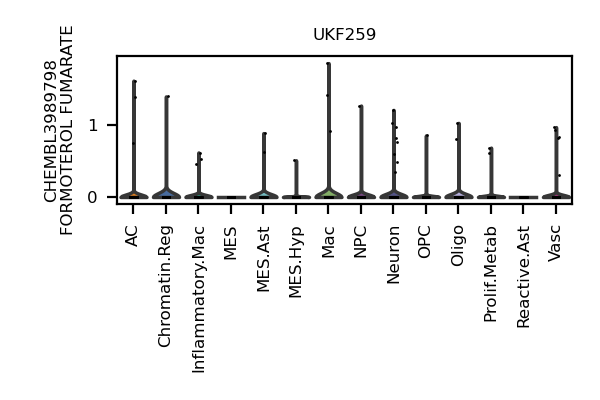 UKF259
CHEMBL3989798
FORMOTEROL FUMARATE
1
0
AC
Chromatin.Reg
Inflammatory.Mac
MES
MES.Ast
MES.Hyp
Mac
NPC
Neuron
OPC
Oligo
Prolif.Metab
Reactive.Ast
Vasc